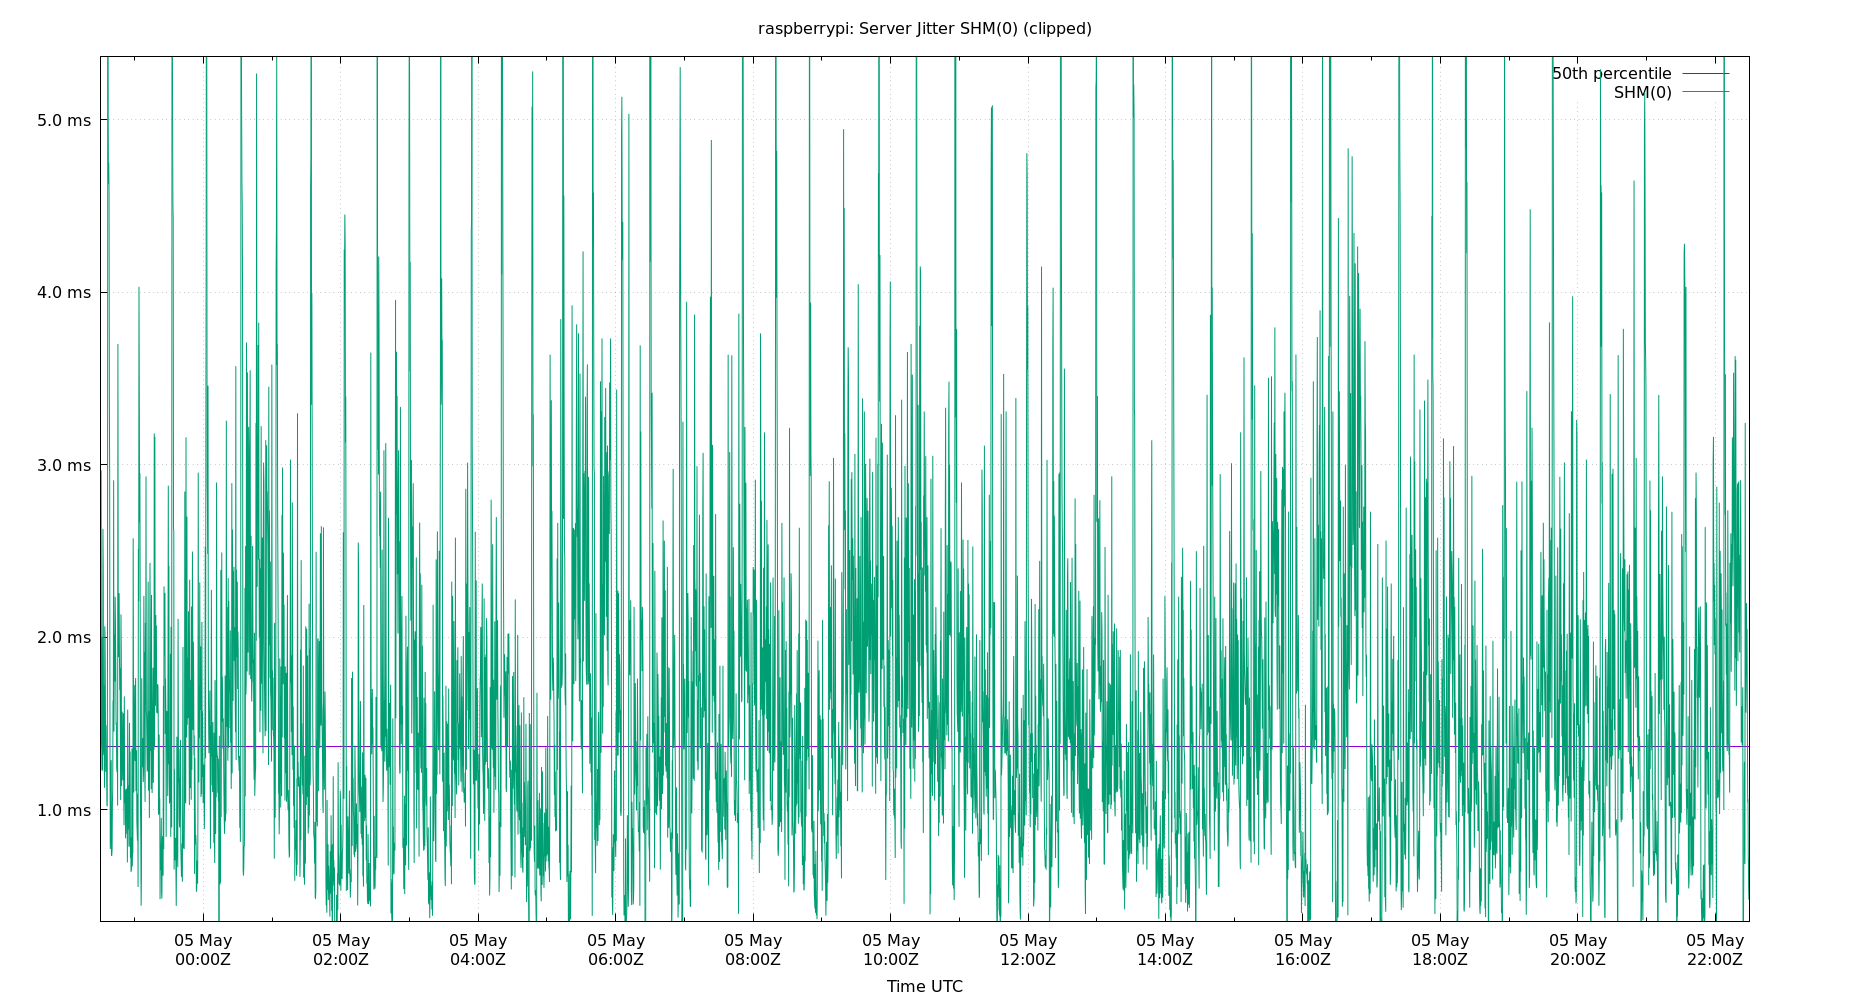 raspberrypi: Server Jitter SHM(0) (clipped)
50th percentile
SHM(0)
5.0 ms
4.0 ms
3.0 ms
2.0 ms
1.0 ms
05 May 05 May 05 May 05 May 05 May 05 May 05 May 05 May 05 May 05 May 05 May 05 May
00:00Z 02:00Z 04:00Z 06:00Z 08:00Z 10:00Z 12:00Z 14:00Z 16:00Z 18:00Z 20:00Z 22:00Z
Time UTC